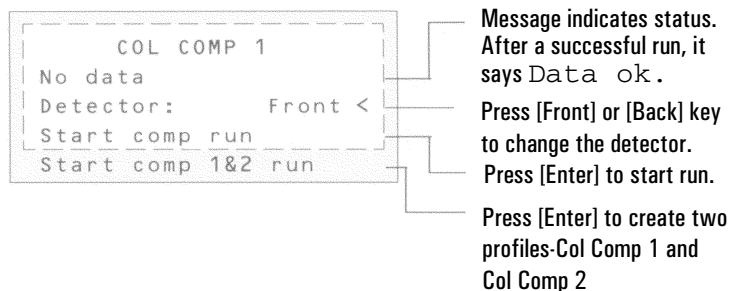 COL COMP 1
No data
Detector: Front <
Start comp run
Start comp 1&2 run
Message indicates status.
After a successful run, it
says Data ok.
Press [Front] or [Back] key
to change the detector.
Press [Enter] to start run.
Press [Enter] to create two
profiles-Col Comp 1 and
Col Comp 2